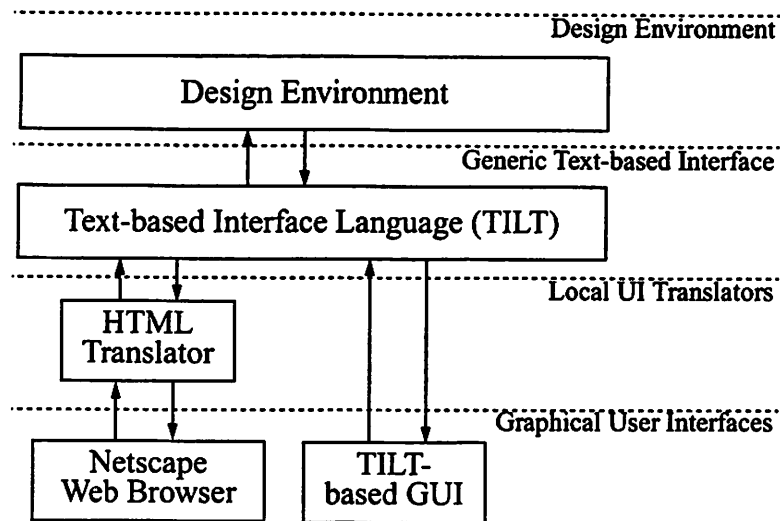 Design Environment
Design Environment
Generic Text-based Interface
Text-based Interface Language (TILT)
Local UI Translators
HTML
Translator
Graphical User Interfaces
Netscape
Web Browser
TILT-
based GUI